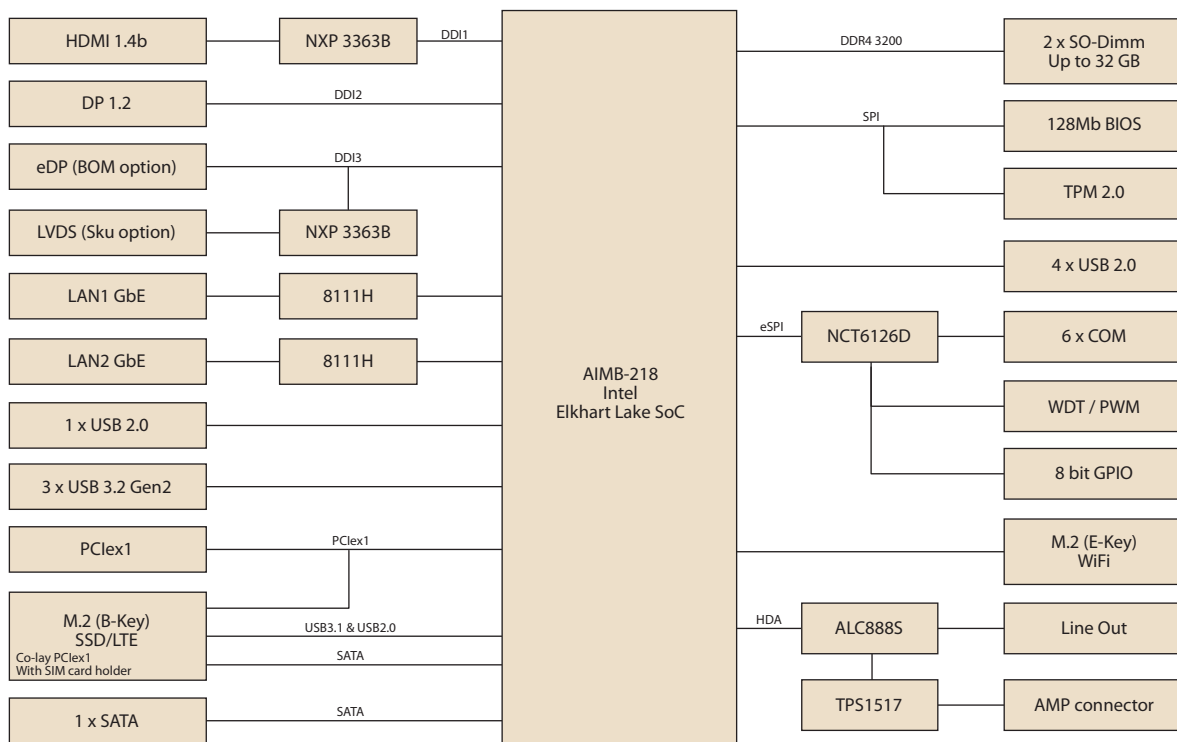 HDMI 1.4b
NXP 3363B
DDI1
DP 1.2
DDI2
eDP (BOM option)
DDI3
LVDS (Sku option)
NXP 3363B
LAN1 GbE
8111H
LAN2 GbE
8111H
1 x USB 2.0
3 x USB 3.2 Gen2
PCIex1
PCIex1
M.2 (B-Key)
SSD/LTE
Co-lay PCIex1
With SIM card holder
USB3.1 & USB2.0
SATA
1 x SATA
SATA
AIMB-218
Intel
Elkhart Lake SoC
DDR4 3200
2 x SO-Dimm
Up to 32 GB
SPI
128Mb BIOS
TPM 2.0
4 x USB 2.0
eSPI
NCT6126D
6 x COM
WDT / PWM
8 bit GPIO
M.2 (E-Key)
WiFi
HDA
ALC888S
Line Out
TPS1517
AMP connector